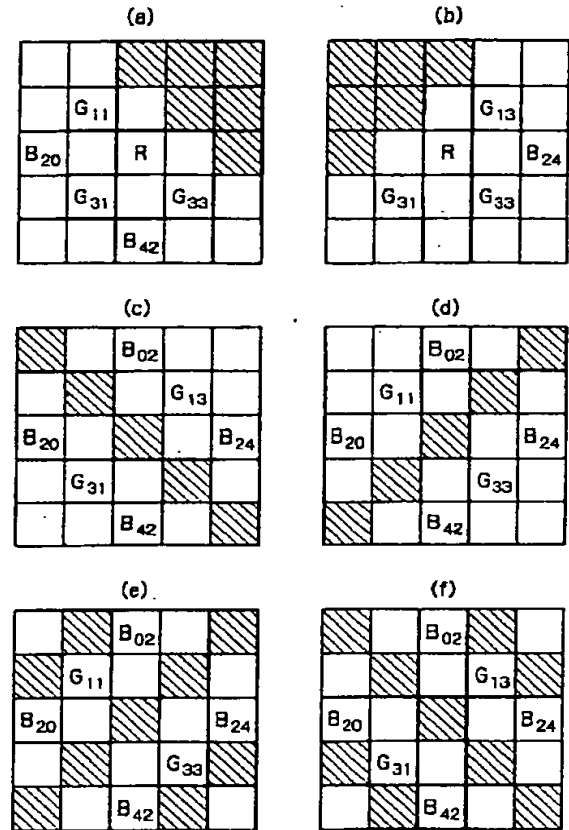 (a) (b)
G11 G13
B20 R R B24
G31 G33 G31 G33
B42
(c) (d)
B02 B02
G13 G11
B20 B24 B20 B24
G31 G33
B42 B42
(e) (f)
B02 B02
G11 G13
B20 B24 B20 B24
G33 G31
B42 B42